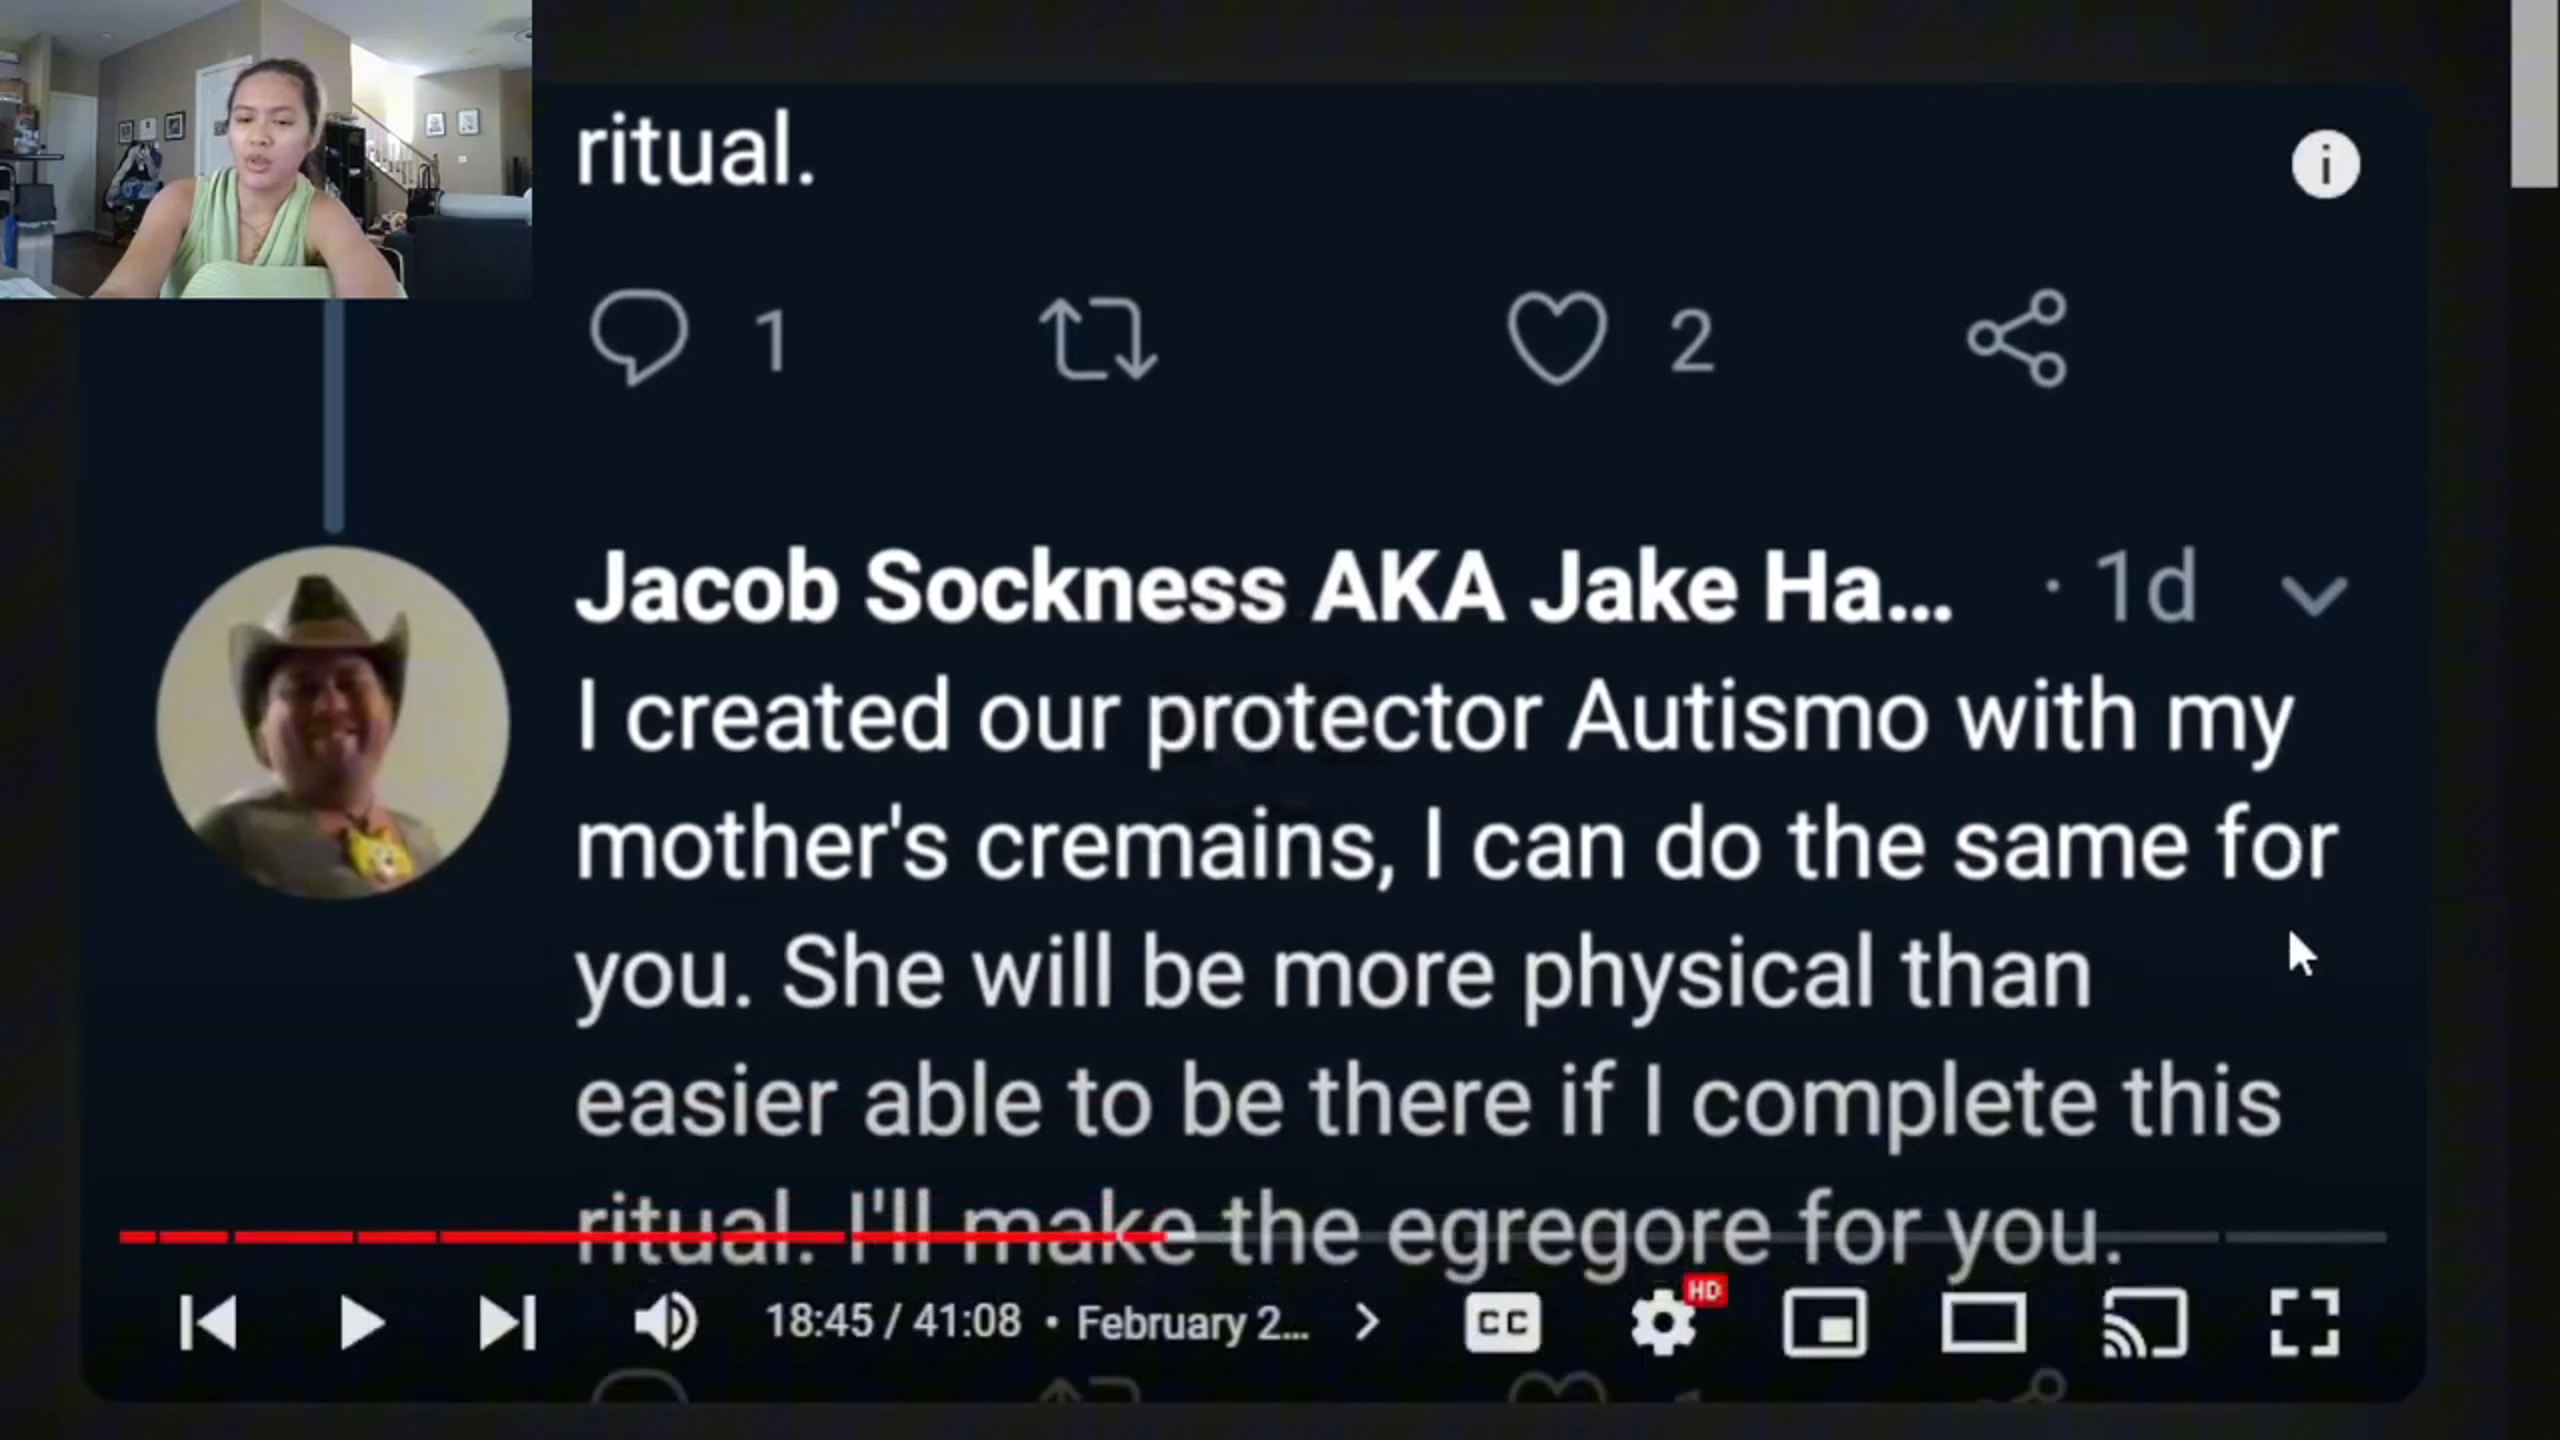 ritual.
1
2
Jacob Sockness AKA Jake Ha... · 1d
I created our protector Autismo with my
mother's cremains, I can do the same for
you. She will be more physical than
easier able to be there if I complete this
ritual. I'll make the egregore for you.
HD
18:45 / 41:08 • February 2... CC